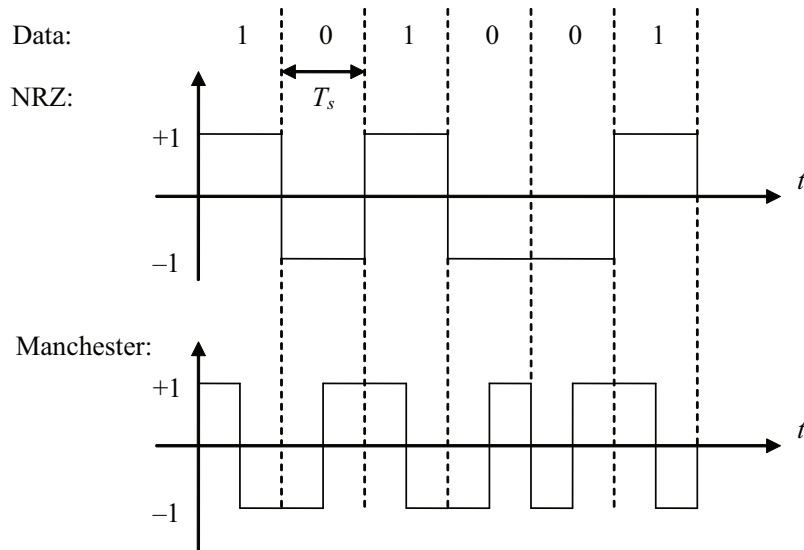 Data: 1 0 1 0 0 1
NRZ:
T_s
+1
t
–1
Manchester:
+1
t
–1